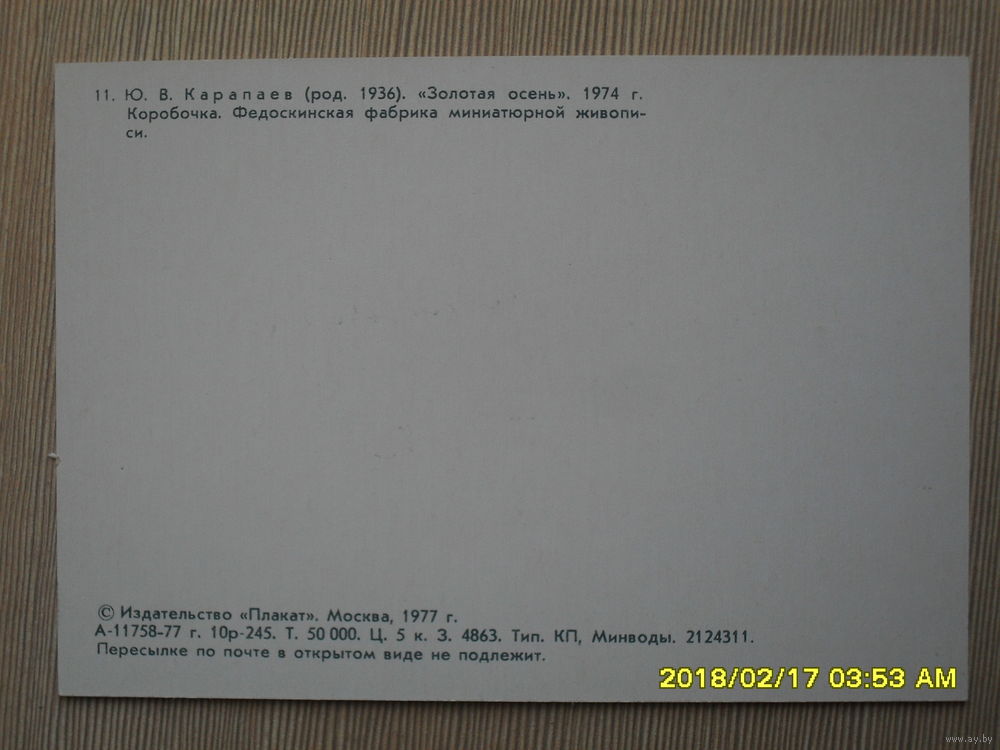 11. Ю. В. Карапаев (род. 1936). «Золотая осень». 1974 г.
Коробочка. Федоскинская фабрика миниатюрной живопи-
си.
© Издательство «Плакат». Москва, 1977 г.
А-11758-77 г. 10р-245. Т. 50 000. Ц. 5 к. З. 4863. Тип. КП, Минводы. 2124311.
Пересылке по почте в открытом виде не подлежит.
2018/02/17 03:53 AM
www.ay.by